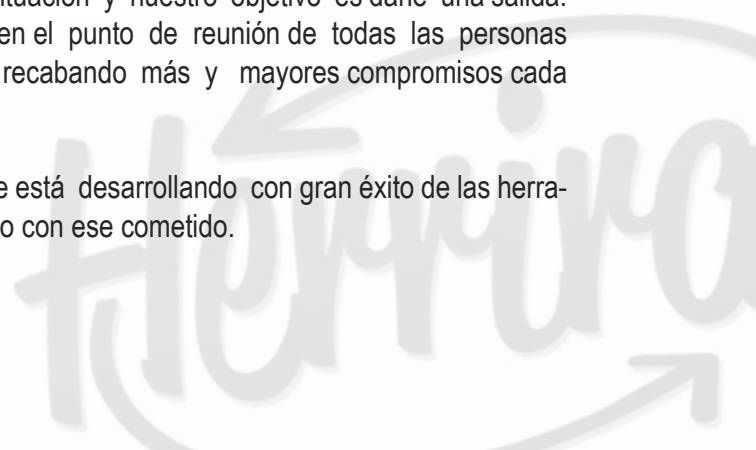 situación y nuestro objetivo es darle una salida.
en el punto de reunión de todas las personas
recabando más y mayores compromisos cada
e está desarrollando con gran éxito de las herra-
o con ese cometido.
Herrira